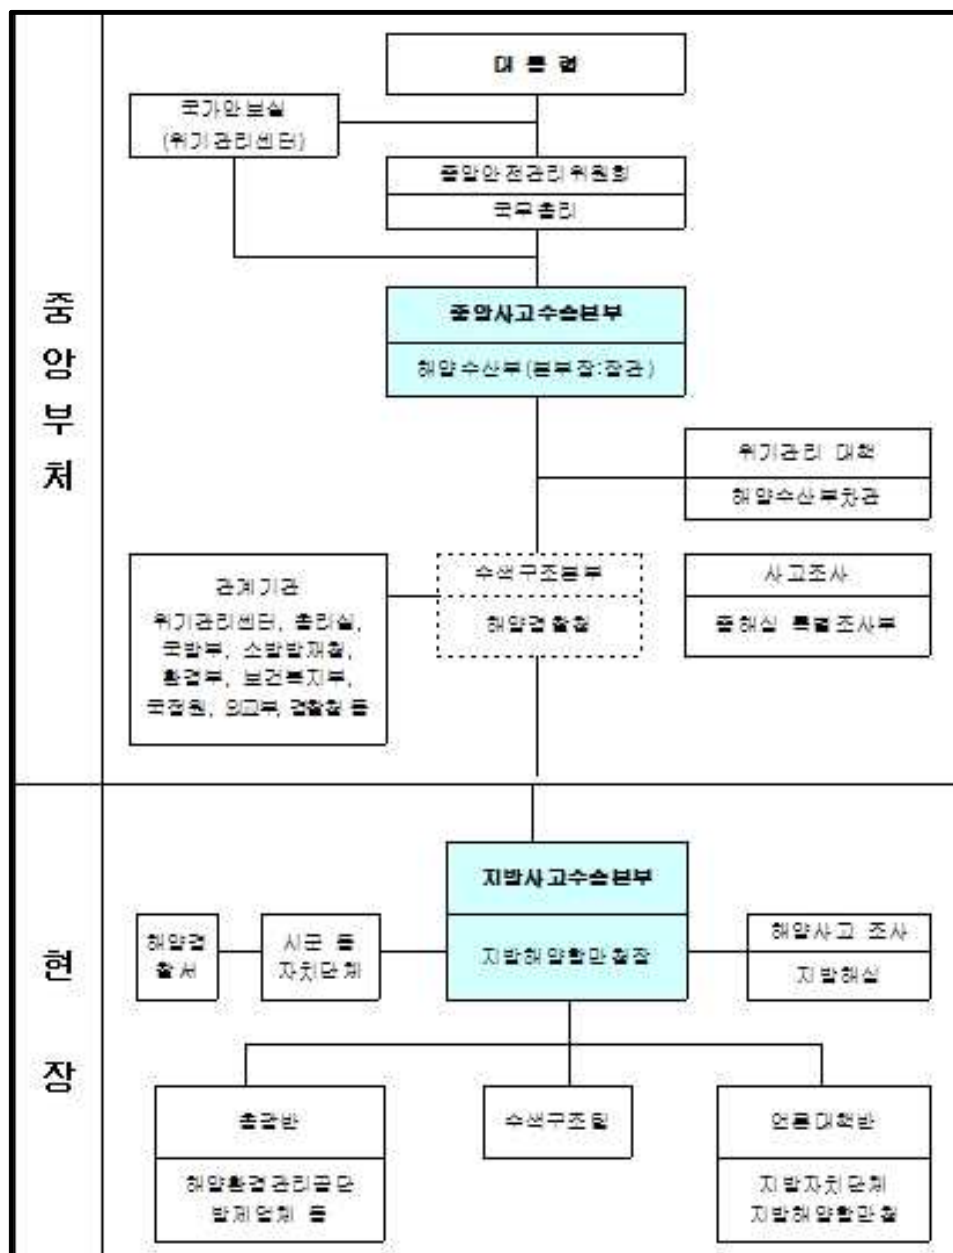 대 통 령
국가안보실
(위기관리센터)
중앙안전관리위원회
국무총리
중앙사고수습본부
해양수산부(본부장:장관)
중
앙
부
처
위기관리 대책
해양수산부차관
관계기관
위기관리센터, 총리실,
국방부, 소방방재청,
환경부, 보건복지부,
국정원, 외교부, 경찰청 등
수색구조본부
해양경찰청
사고조사
중해심 특별조사부
현
장
지방사고수습본부
지방해양항만청장
해양경
찰서
시군 등
자치단체
해양사고 조사
지방해심
총괄반
해양환경관리공단
방제업체 등
수색구조팀
언론대책반
지방자치단체
지방해양항만청